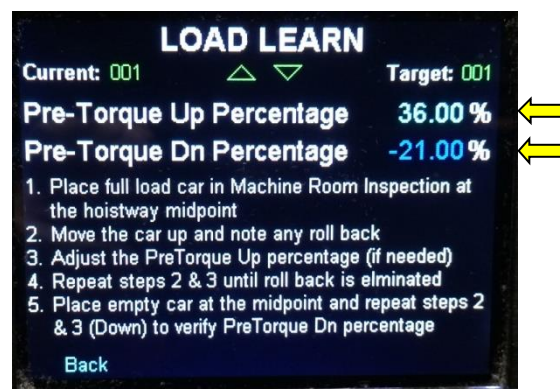 LOAD LEARN
Current: 001 Target: 001
Pre-Torque Up Percentage 36.00 %
Pre-Torque Dn Percentage -21.00 %
1. Place full load car in Machine Room Inspection at
the hoistway midpoint
2. Move the car up and note any roll back
3. Adjust the PreTorque Up percentage (if needed)
4. Repeat steps 2 & 3 until roll back is elminated
5. Place empty car at the midpoint and repeat steps 2
& 3 (Down) to verify PreTorque Dn percentage
Back